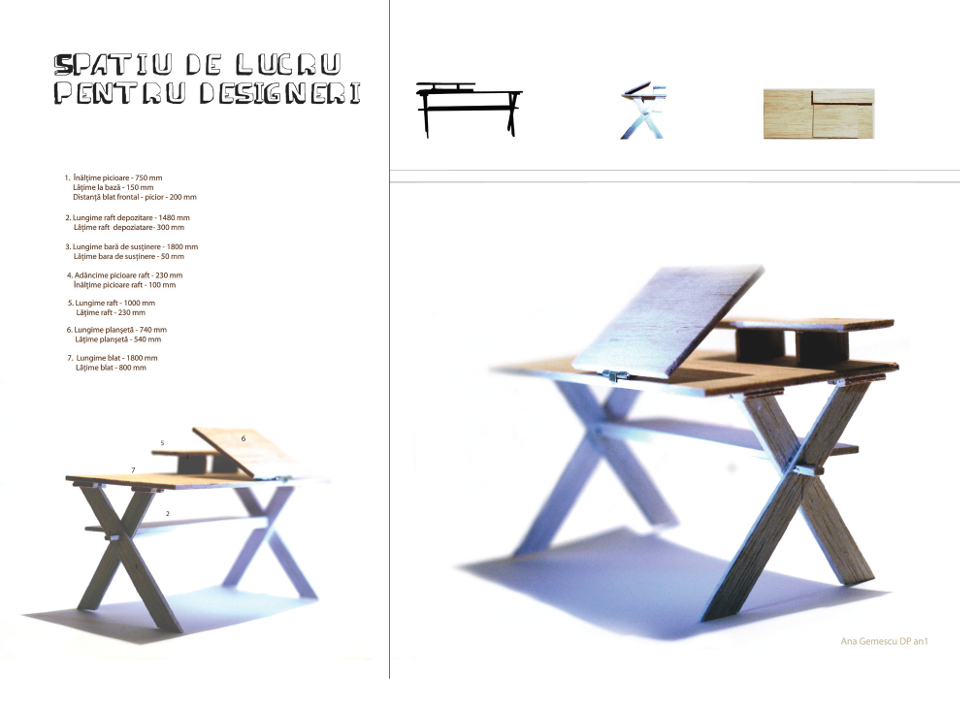 SPATIU DE LUCRU
PENTRU DESIGNERI
1. Înălțime picioare - 750 mm
Lățime la bază - 150 mm
Distanță blat frontal - picior - 200 mm
2. Lungime raft depozitare - 1480 mm
Lățime raft depoziatare- 300 mm
3. Lungime bară de susținere - 1800 mm
Lățime bara de susținere - 50 mm
4. Adâncime picioare raft - 230 mm
Înălțime picioare raft - 100 mm
5. Lungime raft - 1000 mm
Lățime raft - 230 mm
6. Lungime planșetă - 740 mm
Lățime planșetă - 540 mm
7. Lungime blat - 1800 mm
Lățime blat - 800 mm
5
6
7
2
Ana Gemescu DP an1